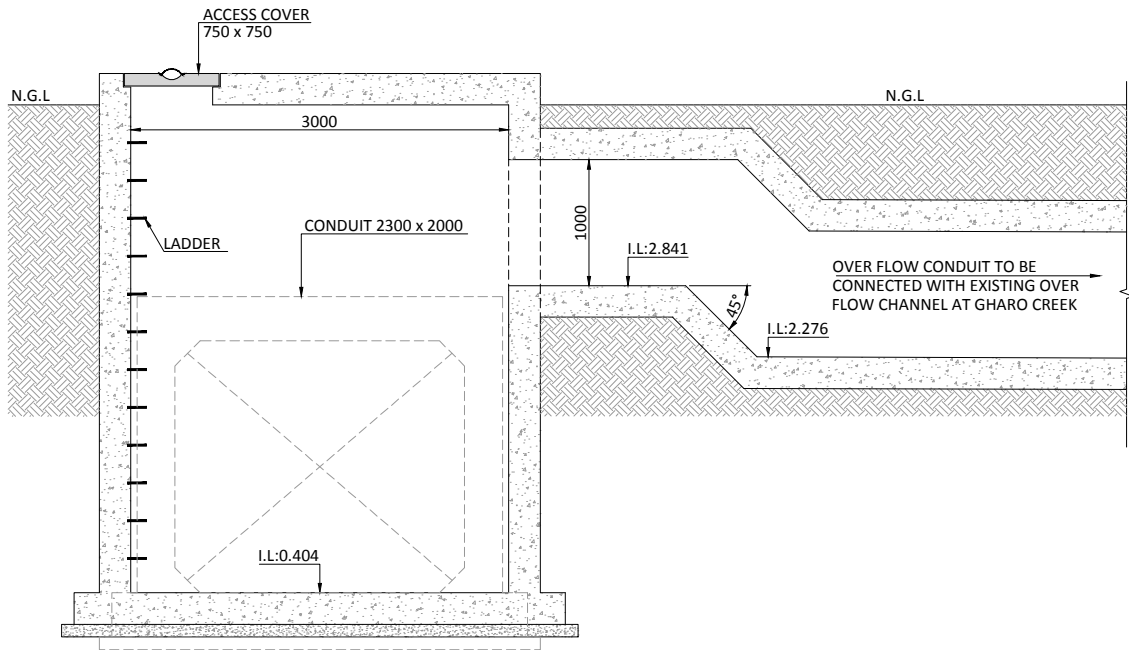 ACCESS COVER
750 x 750
N.G.L
N.G.L
3000
CONDUIT 2300 x 2000
LADDER
1000
I.L:2.841
45°
OVER FLOW CONDUIT TO BE
CONNECTED WITH EXISTING OVER
FLOW CHANNEL AT GHARO CREEK
I.L:2.276
I.L:0.404